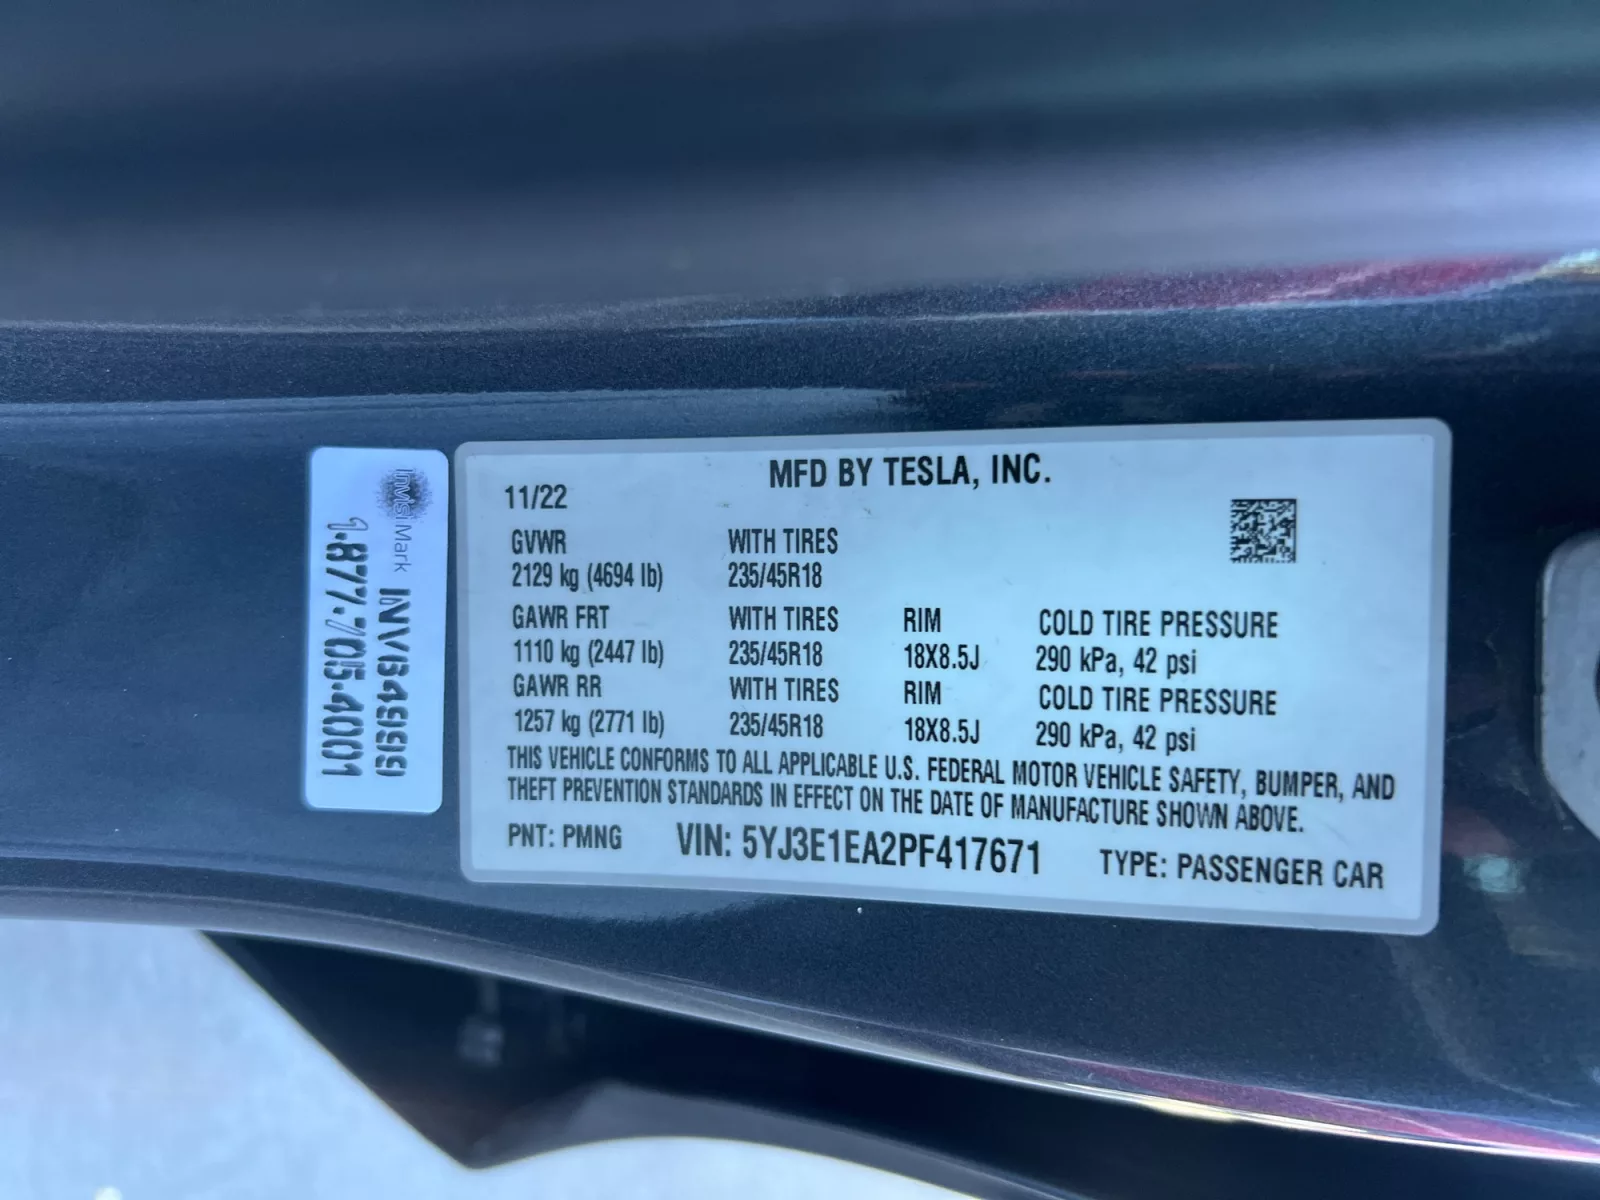 MFD BY TESLA, INC.
11/22
GVWR WITH TIRES
2129 kg (4694 lb) 235/45R18
GAWR FRT WITH TIRES RIM COLD TIRE PRESSURE
1110 kg (2447 lb) 235/45R18 18X8.5J 290 kPa, 42 psi
GAWR RR WITH TIRES RIM COLD TIRE PRESSURE
1257 kg (2771 lb) 235/45R18 18X8.5J 290 kPa, 42 psi
THIS VEHICLE CONFORMS TO ALL APPLICABLE U.S. FEDERAL MOTOR VEHICLE SAFETY, BUMPER, AND
THEFT PREVENTION STANDARDS IN EFFECT ON THE DATE OF MANUFACTURE SHOWN ABOVE.
PNT: PMNG VIN: 5YJ3E1EA2PF417671 TYPE: PASSENGER CAR
InVisiMark INV649999
1.877.705.4001